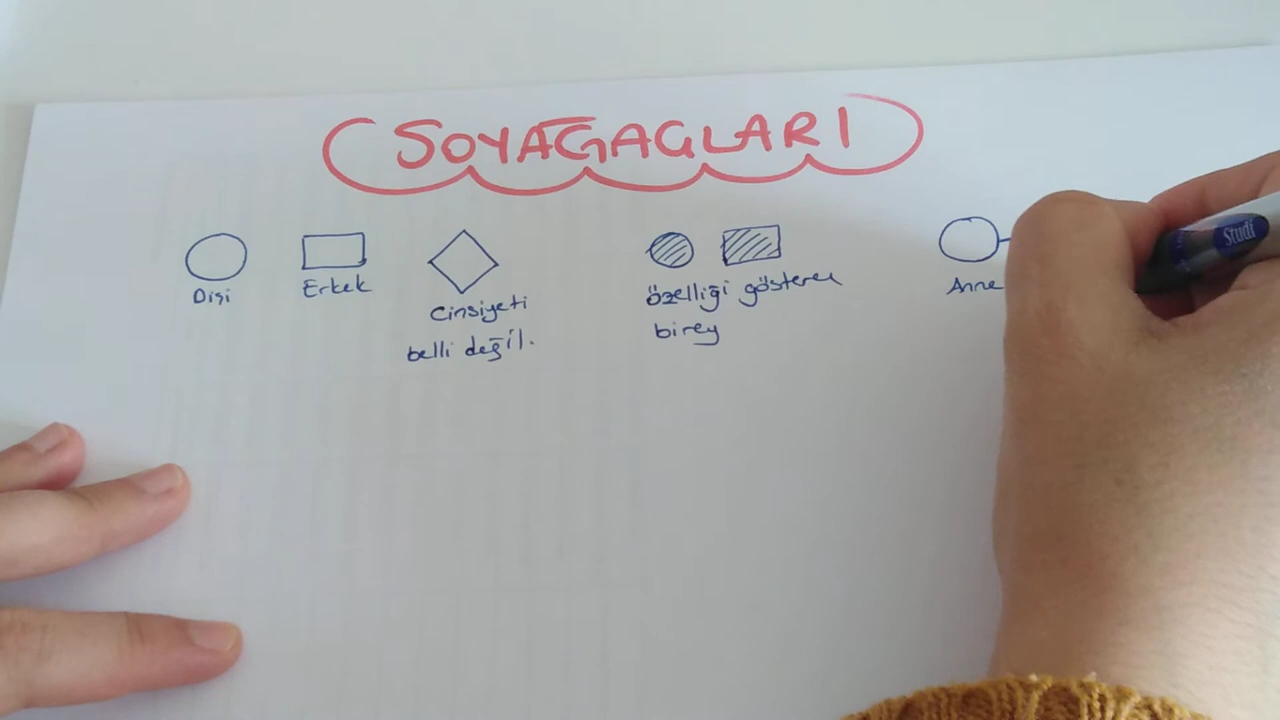 SOYAĞAÇLARI
Dişi
Erkek
Cinsiyeti
belli değil.
özelliği gösteren
birey
Anne
Studi